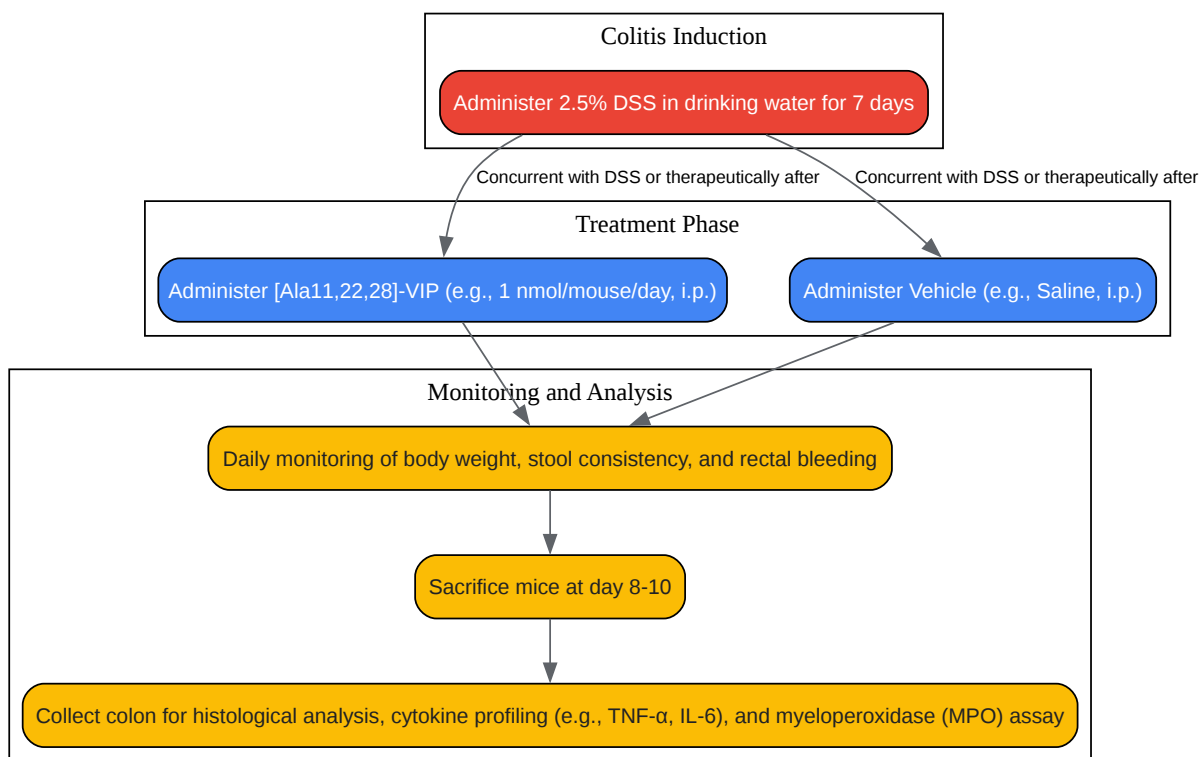 Colitis Induction
Administer 2.5% DSS in drinking water for 7 days
Concurrent with DSS or therapeutically after
Concurrent with DSS or therapeutically after
Treatment Phase
Administer [Ala11,22,28]-VIP (e.g., 1 nmol/mouse/day, i.p.)
Administer Vehicle (e.g., Saline, i.p.)
Monitoring and Analysis
Daily monitoring of body weight, stool consistency, and rectal bleeding
Sacrifice mice at day 8-10
Collect colon for histological analysis, cytokine profiling (e.g., TNF-α, IL-6), and myeloperoxidase (MPO) assay